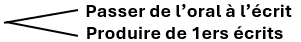 Passer de l’oral à l’écrit
Produire de 1ers écrits